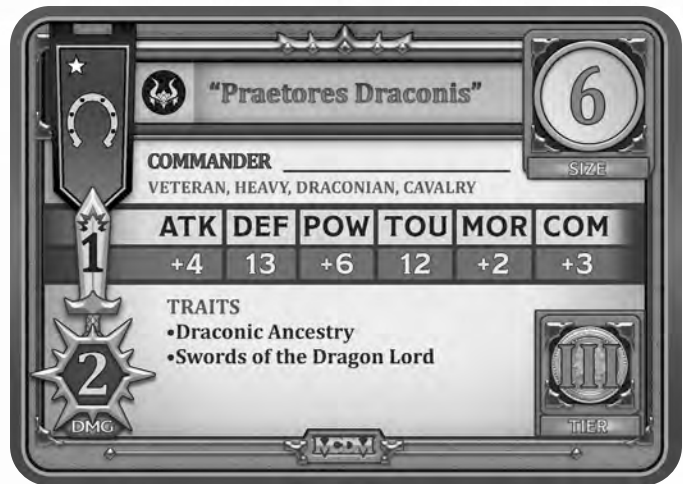 "Praetores Draconis"
6
SIZE
COMMANDER
VETERAN, HEAVY, DRACONIAN, CAVALRY
ATK DEF POW TOU MOR COM
1
+4 13 +6 12 +2 +3
TRAITS
•Draconic Ancestry
•Swords of the Dragon Lord
2
DMG
III
TIER
MCDM